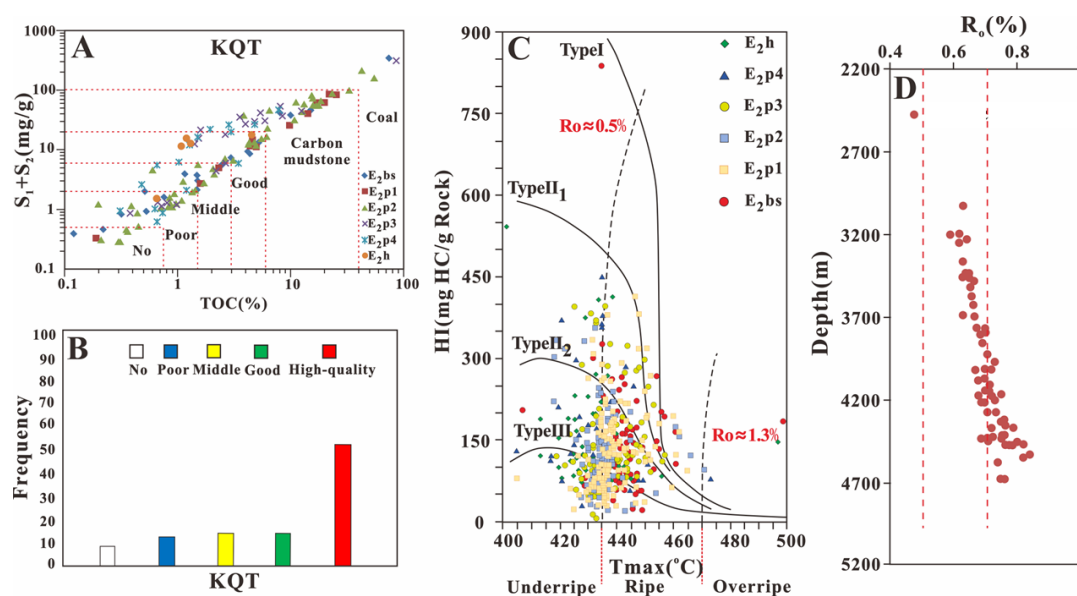 A
KQT
S1+S2(mg/g)
1000
100
10
1
0.1
0.1
1
10
100
TOC(%)
No
Poor
Middle
Good
Carbon
mudstone
Coal
E2bs
E2p1
E2p2
E2p3
E2p4
E2h
B
Frequency
100
90
80
70
60
50
40
30
20
10
0
No
Poor
Middle
Good
High-quality
KQT
C
HI(mg HC/g Rock)
900
750
600
450
300
150
00
TypeI
TypeII1
TypeII2
TypeIII
Ro≈0.5%
Ro≈1.3%
E2h
E2p4
E2p3
E2p2
E2p1
E2bs
400
420
440
460
480
500
Tmax(°C)
Underripe
Ripe
Overripe
Ro(%)
0.4
0.6
0.8
D
Depth(m)
2200
2700
3200
3700
4200
4700
5200